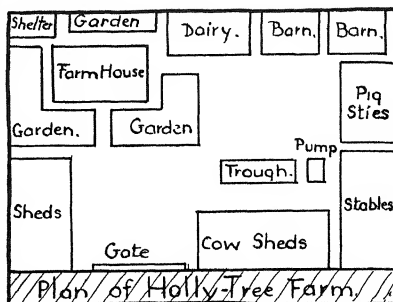 Shelter
Garden
Dairy.
Barn.
Barn.
Farm House
Pig
Sties
Garden.
Garden
Pump
Trough.
Sheds
Stables
Cow Sheds
Gate
Plan of Holly-Tree Farm.